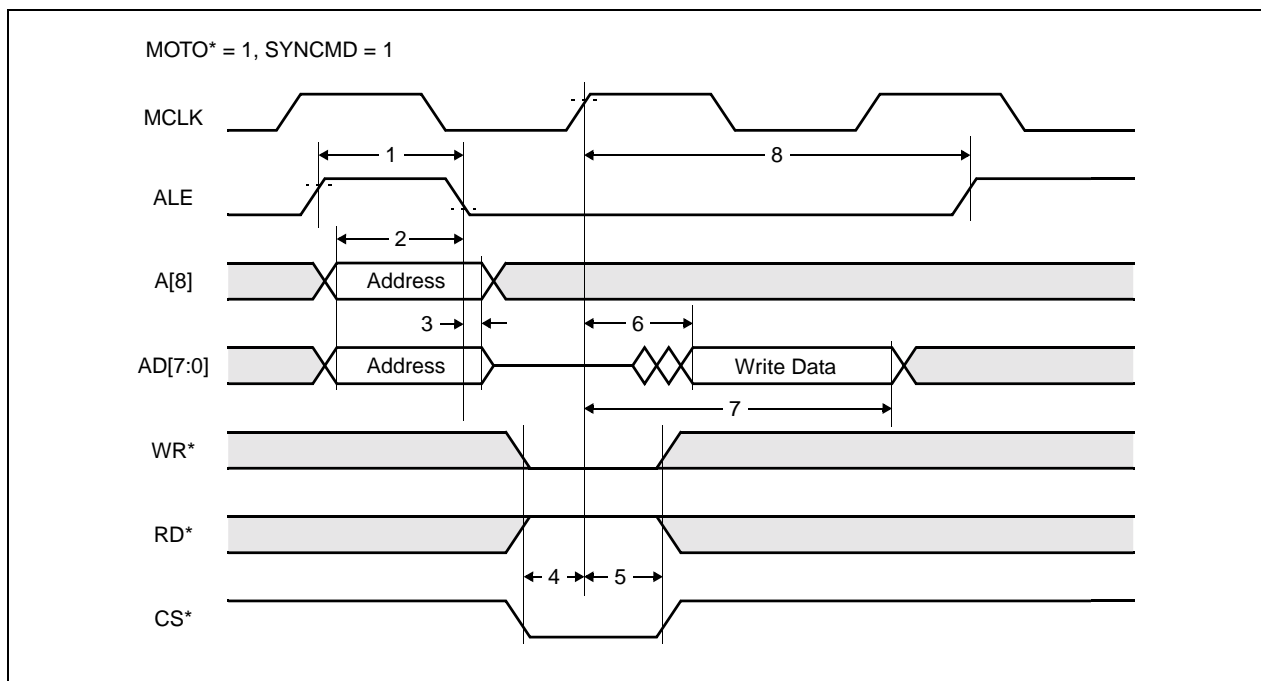 MOTO* = 1, SYNCMD = 1
MCLK
1
8
ALE
2
A[8]
Address
3
6
AD[7:0]
Address
Write Data
7
WR*
RD*
4
5
CS*